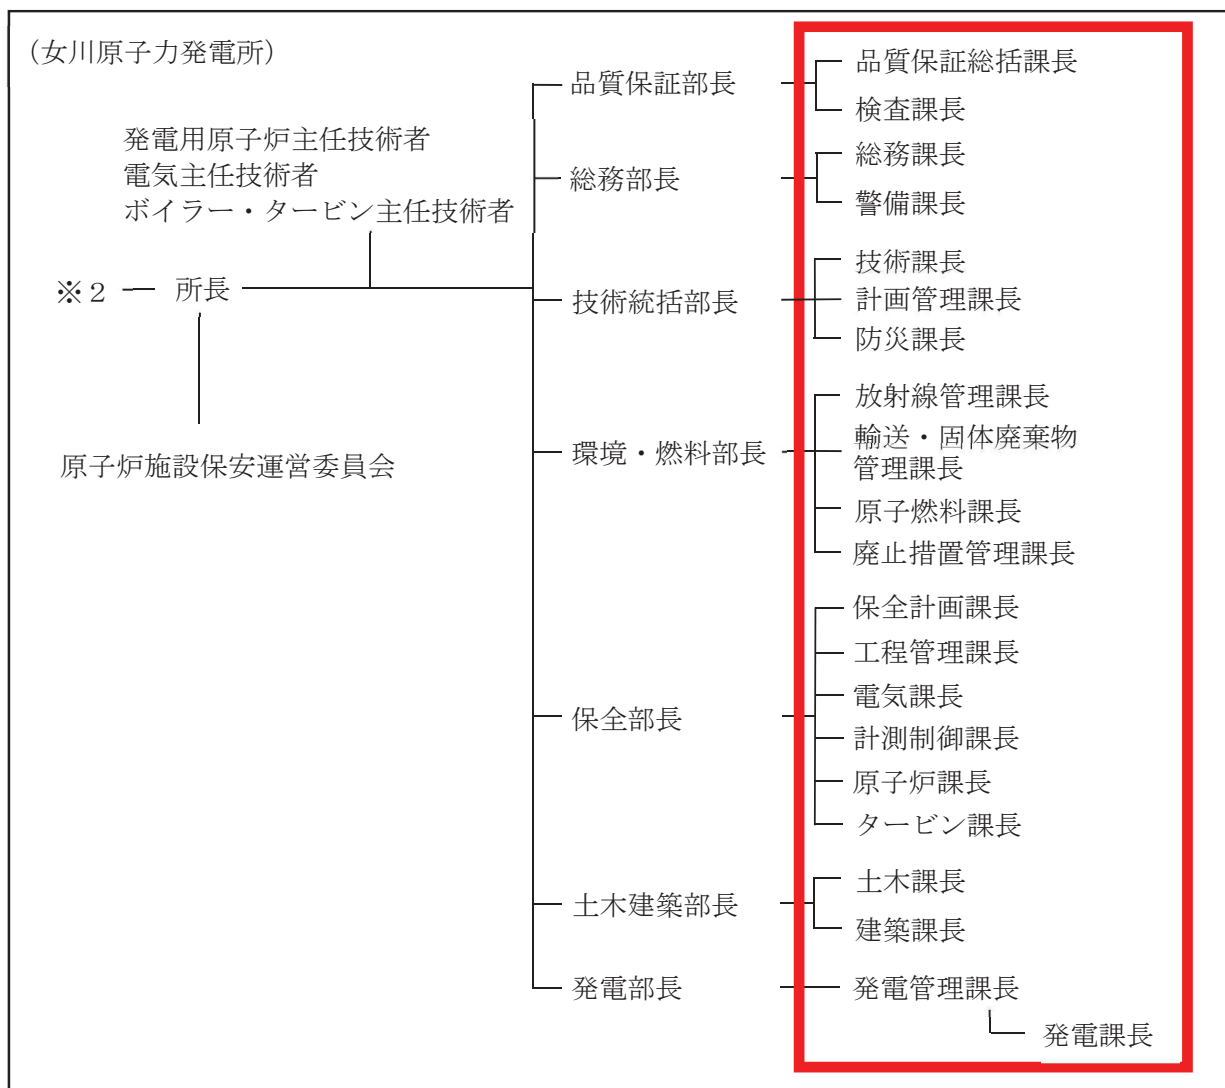 (女川原子力発電所)
発電用原子炉主任技術者
電気主任技術者
ボイラー・タービン主任技術者
※2
所長
原子炉施設保安運営委員会
品質保証部長
品質保証総括課長
検査課長
総務部長
総務課長
警備課長
技術統括部長
技術課長
計画管理課長
防災課長
環境・燃料部長
放射線管理課長
輸送・固体廃棄物
管理課長
原子燃料課長
廃止措置管理課長
保全部長
保全計画課長
工程管理課長
電気課長
計測制御課長
原子炉課長
タービン課長
土木建築部長
土木課長
建築課長
発電部長
発電管理課長
発電課長